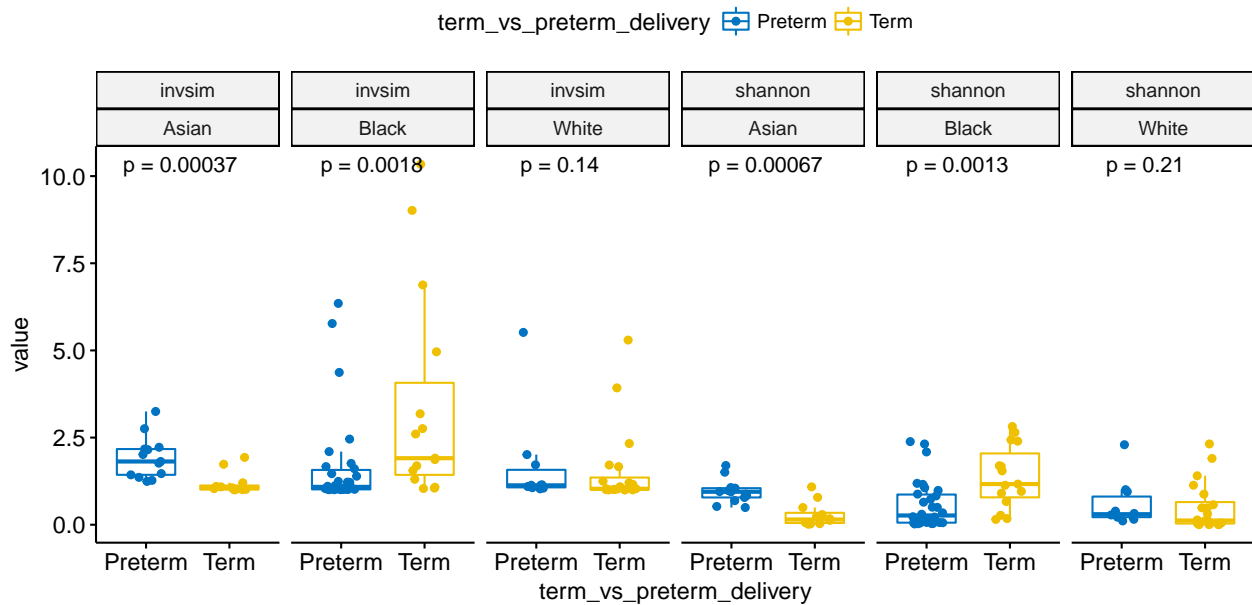 term_vs_preterm_delivery Preterm Term
invsim invsim invsim shannon shannon shannon
Asian Black White Asian Black White
p = 0.00037 p = 0.0018 p = 0.14 p = 0.00067 p = 0.0013 p = 0.21
10.0
7.5
5.0
2.5
0.0
value
Preterm Term Preterm Term Preterm Term Preterm Term Preterm Term Preterm Term
term_vs_preterm_delivery